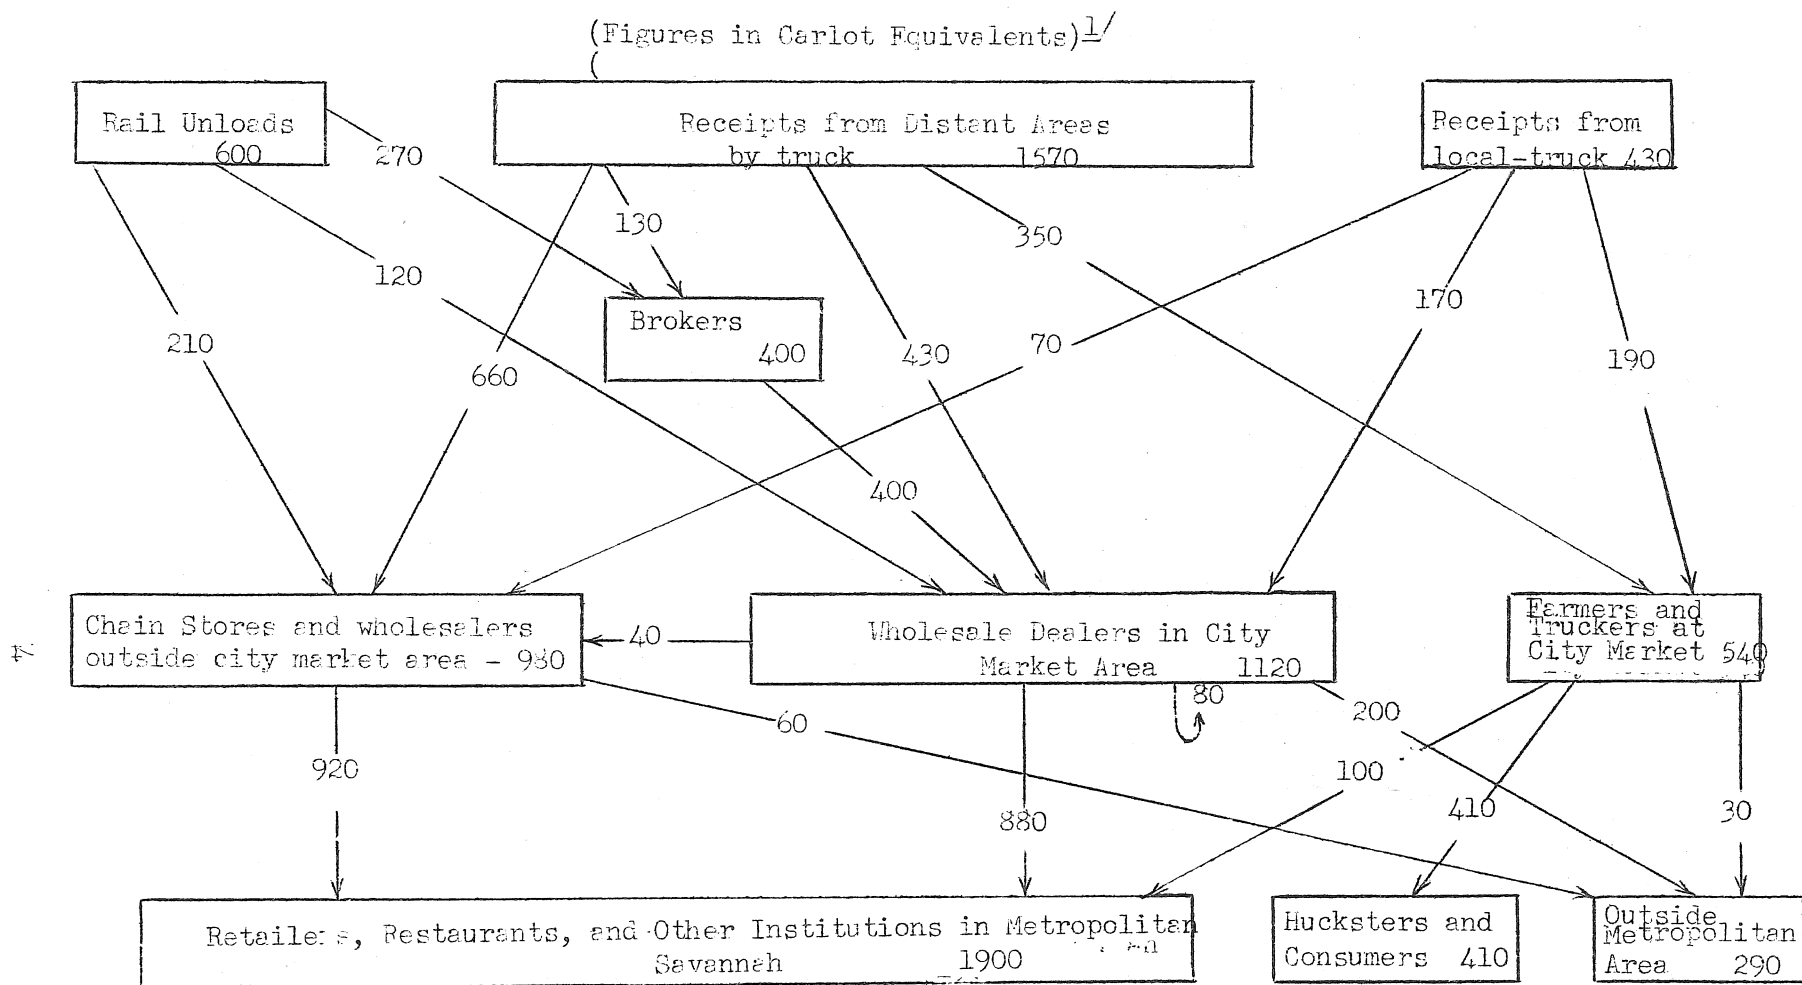 (Figures in Carlot Equivalents)1/
(
Rail Unloads
600
Receipts from Distant Areas
by truck 1570
Receipts from
local-truck 430
270
130
350
120
170
210
Brokers
400
660
430
70
190
400
Chain Stores and wholesalers
outside city market area - 980
40
Wholesale Dealers in City
Market Area 1120
Farmers and
Truckers at
City Market 540
80
60
200
920
100
880
410
30
Retailers, Restaurants, and Other Institutions in Metropolitan
Savannah 1900
Hucksters and
Consumers 410
Outside
Metropolitan
Area 290